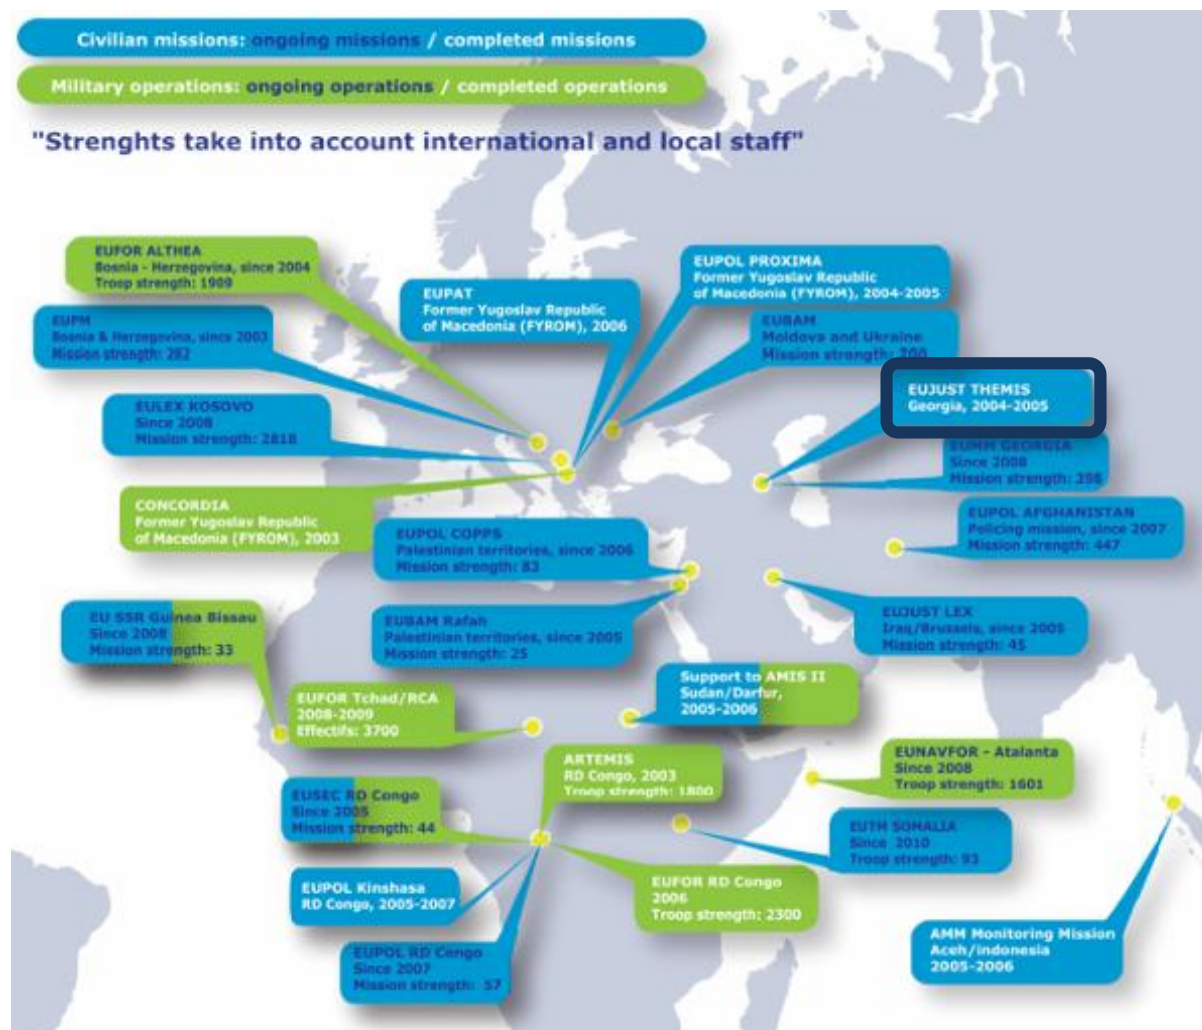 Civilian missions: ongoing missions / completed missions
Military operations: ongoing operations / completed operations
"Strenghts take into account international and local staff"
EUFOR ALTHEA
Bosnia - Herzegovina, since 2004
Troop strength: 1909
EUPAT
Former Yugoslav Republic
of Macedonia (FYROM), 2006
EUPOL PROXIMA
Former Yugoslav Republic
of Macedonia (FYROM), 2004-2005
EUPM
Bosnia & Herzegovina, since 2003
Mission strength: 282
EUBAM
Moldova and Ukraine
Mission strength: 200
EUJUST THEMIS
Georgia, 2004-2005
EULEX KOSOVO
Since 2008
Mission strength: 2818
EUMM GEORGIA
Since 2008
Mission strength: 398
CONCORDIA
Former Yugoslav Republic
of Macedonia (FYROM), 2003
EUPOL COPPS
Palestinian territories, since 2006
Mission strength: 83
EUPOL AFGHANISTAN
Policing mission, since 2007
Mission strength: 447
EU SSR Guinea Bissau
Since 2008
Mission strength: 33
EUBAM Rafah
Palestinian territories, since 2005
Mission strength: 25
EUJUST LEX
Iraq/Brussels, since 2005
Mission strength: 45
EUFOR Tchad/RCA
2008-2009
Effectifs: 3700
Support to AMIS II
Sudan/Darfur,
2005-2006
ARTEMIS
RD Congo, 2003
Troop strength: 1800
EUNAVFOR - Atalanta
Since 2008
Troop strength: 1601
EUSEC RD Congo
Since 2005
Mission strength: 44
EUTM SOMALIA
Since 2010
Troop strength: 93
EUPOL Kinshasa
RD Congo, 2005-2007
EUFOR RD Congo
2006
Troop strength: 2300
EUPOL RD Congo
Since 2007
Mission strength: 57
AMM Monitoring Mission
Aceh/indonesia
2005-2006